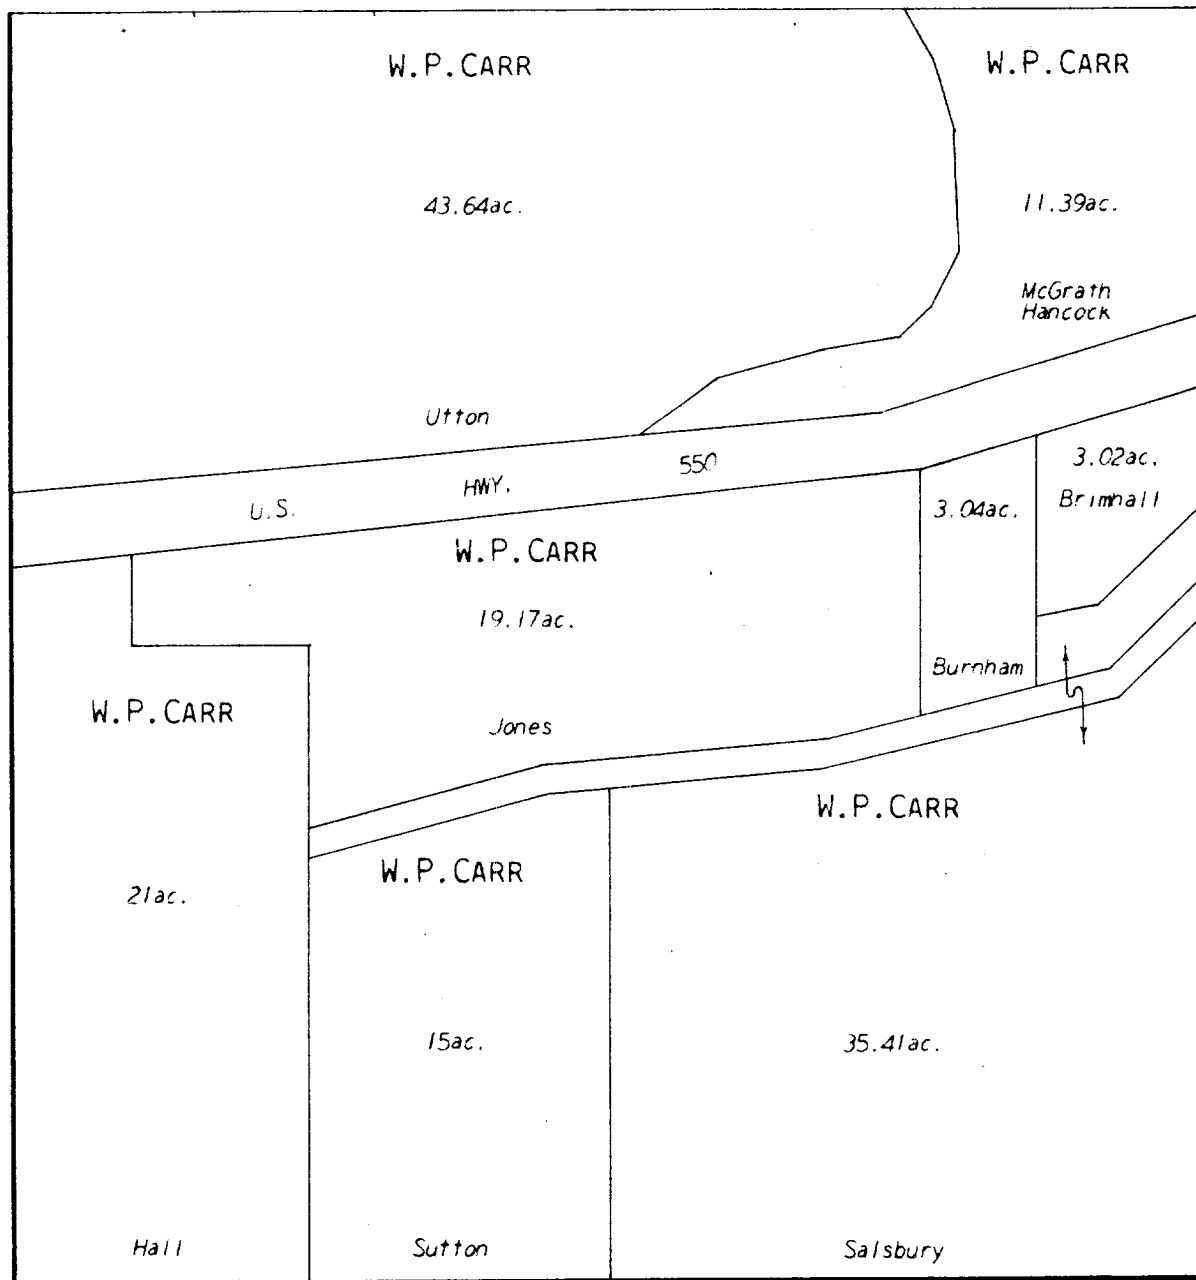 W.P.CARR
W.P.CARR
43.64ac.
11.39ac.
McGrath
Hancock
Utton
U.S. HWY. 550
3.02ac.
Brimhall
3.04ac.
Burnham
W.P.CARR
19.17ac.
Jones
W.P.CARR
21ac.
Hall
W.P.CARR
15ac.
Sutton
W.P.CARR
35.41ac.
Salsbury